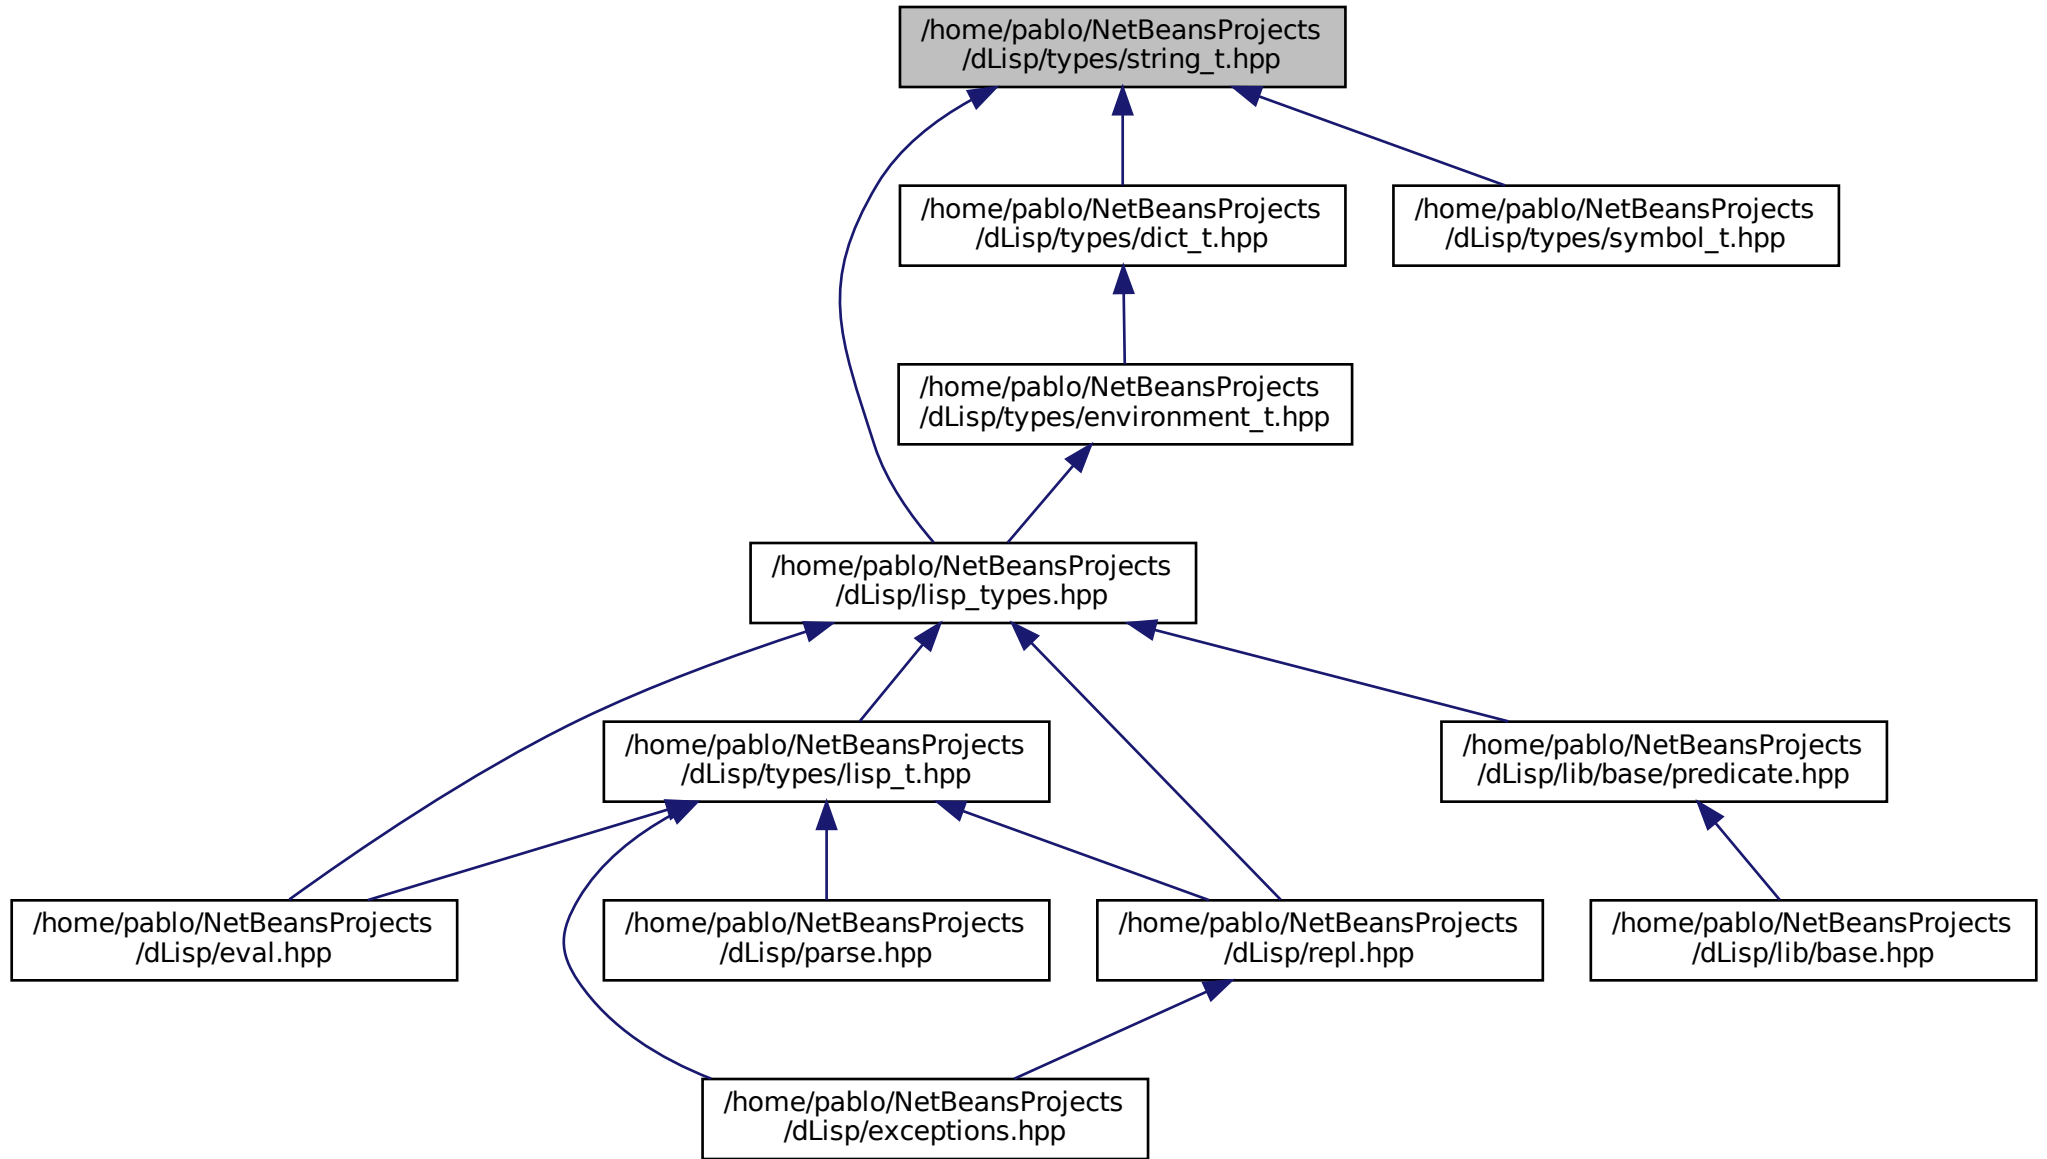 /home/pablo/NetBeansProjects
/dLisp/types/string_t.hpp
/home/pablo/NetBeansProjects
/dLisp/types/dict_t.hpp
/home/pablo/NetBeansProjects
/dLisp/types/symbol_t.hpp
/home/pablo/NetBeansProjects
/dLisp/types/environment_t.hpp
/home/pablo/NetBeansProjects
/dLisp/lisp_types.hpp
/home/pablo/NetBeansProjects
/dLisp/types/lisp_t.hpp
/home/pablo/NetBeansProjects
/dLisp/lib/base/predicate.hpp
/home/pablo/NetBeansProjects
/dLisp/eval.hpp
/home/pablo/NetBeansProjects
/dLisp/parse.hpp
/home/pablo/NetBeansProjects
/dLisp/repl.hpp
/home/pablo/NetBeansProjects
/dLisp/lib/base.hpp
/home/pablo/NetBeansProjects
/dLisp/exceptions.hpp